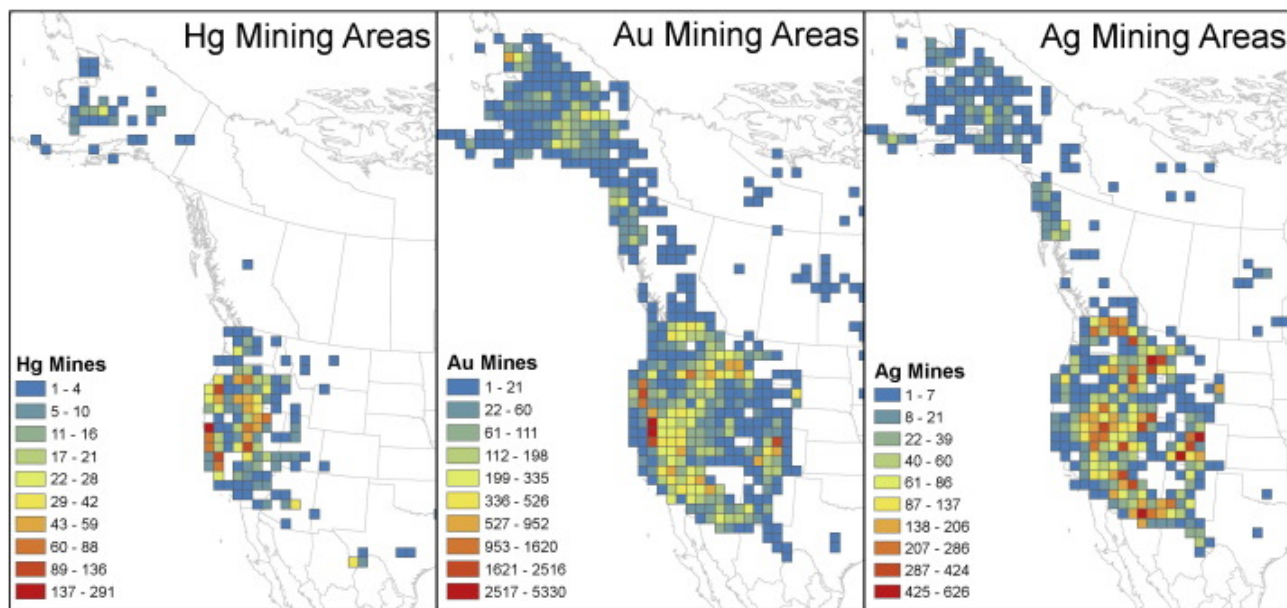 Hg Mining Areas
Hg Mines
1 - 4
5 - 10
11 - 16
17 - 21
22 - 28
29 - 42
43 - 59
60 - 88
89 - 136
137 - 291
Au Mining Areas
Au Mines
1 - 21
22 - 60
61 - 111
112 - 198
199 - 335
336 - 526
527 - 952
953 - 1620
1621 - 2516
2517 - 5330
Ag Mining Areas
Ag Mines
1 - 7
8 - 21
22 - 39
40 - 60
61 - 86
87 - 137
138 - 206
207 - 286
287 - 424
425 - 626